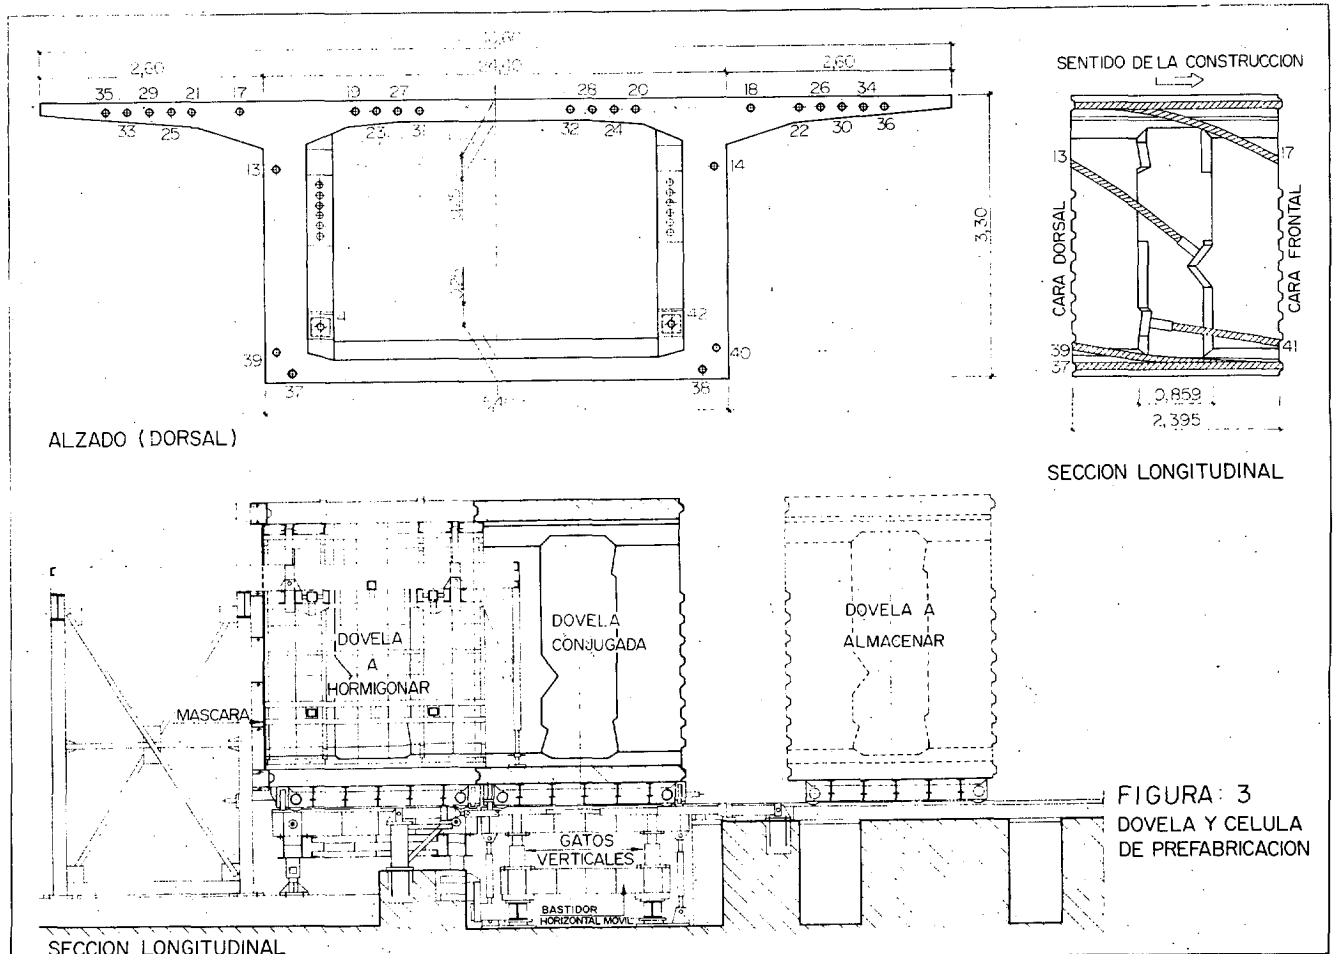 2,60
2,60
35
29
21
17
19
27
28
20
18
26
34
33
25
23
31
32
24
22
30
36
13
14
3,30
42
39
40
37
38
ALZADO (DORSAL)
SENTIDO DE LA CONSTRUCCION
13
17
CARA DORSAL
CARA FRONTAL
39
37
41
0,859
2,395
SECCION LONGITUDINAL
DOVELA
A
HORMIGONAR
MASCARA
DOVELA
CONJUGADA
DOVELA A
ALMACENAR
GATOS
VERTICALES
BASTIDOR
HORIZONTAL MOVIL
SECCION LONGITUDINAL
FIGURA: 3
DOVELA Y CELULA
DE PREFABRICACION